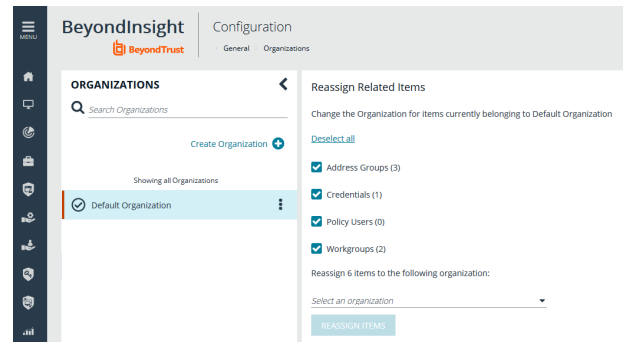 MENU
BeyondInsight
BeyondTrust
Configuration
General Organizations
ORGANIZATIONS
Search Organizations
Create Organization
Showing all Organizations
Default Organization
Reassign Related Items
Change the Organization for items currently belonging to Default Organization
Deselect all
Address Groups (3)
Credentials (1)
Policy Users (0)
Workgroups (2)
Reassign 6 items to the following organization:
Select an organization
REASSIGN ITEMS